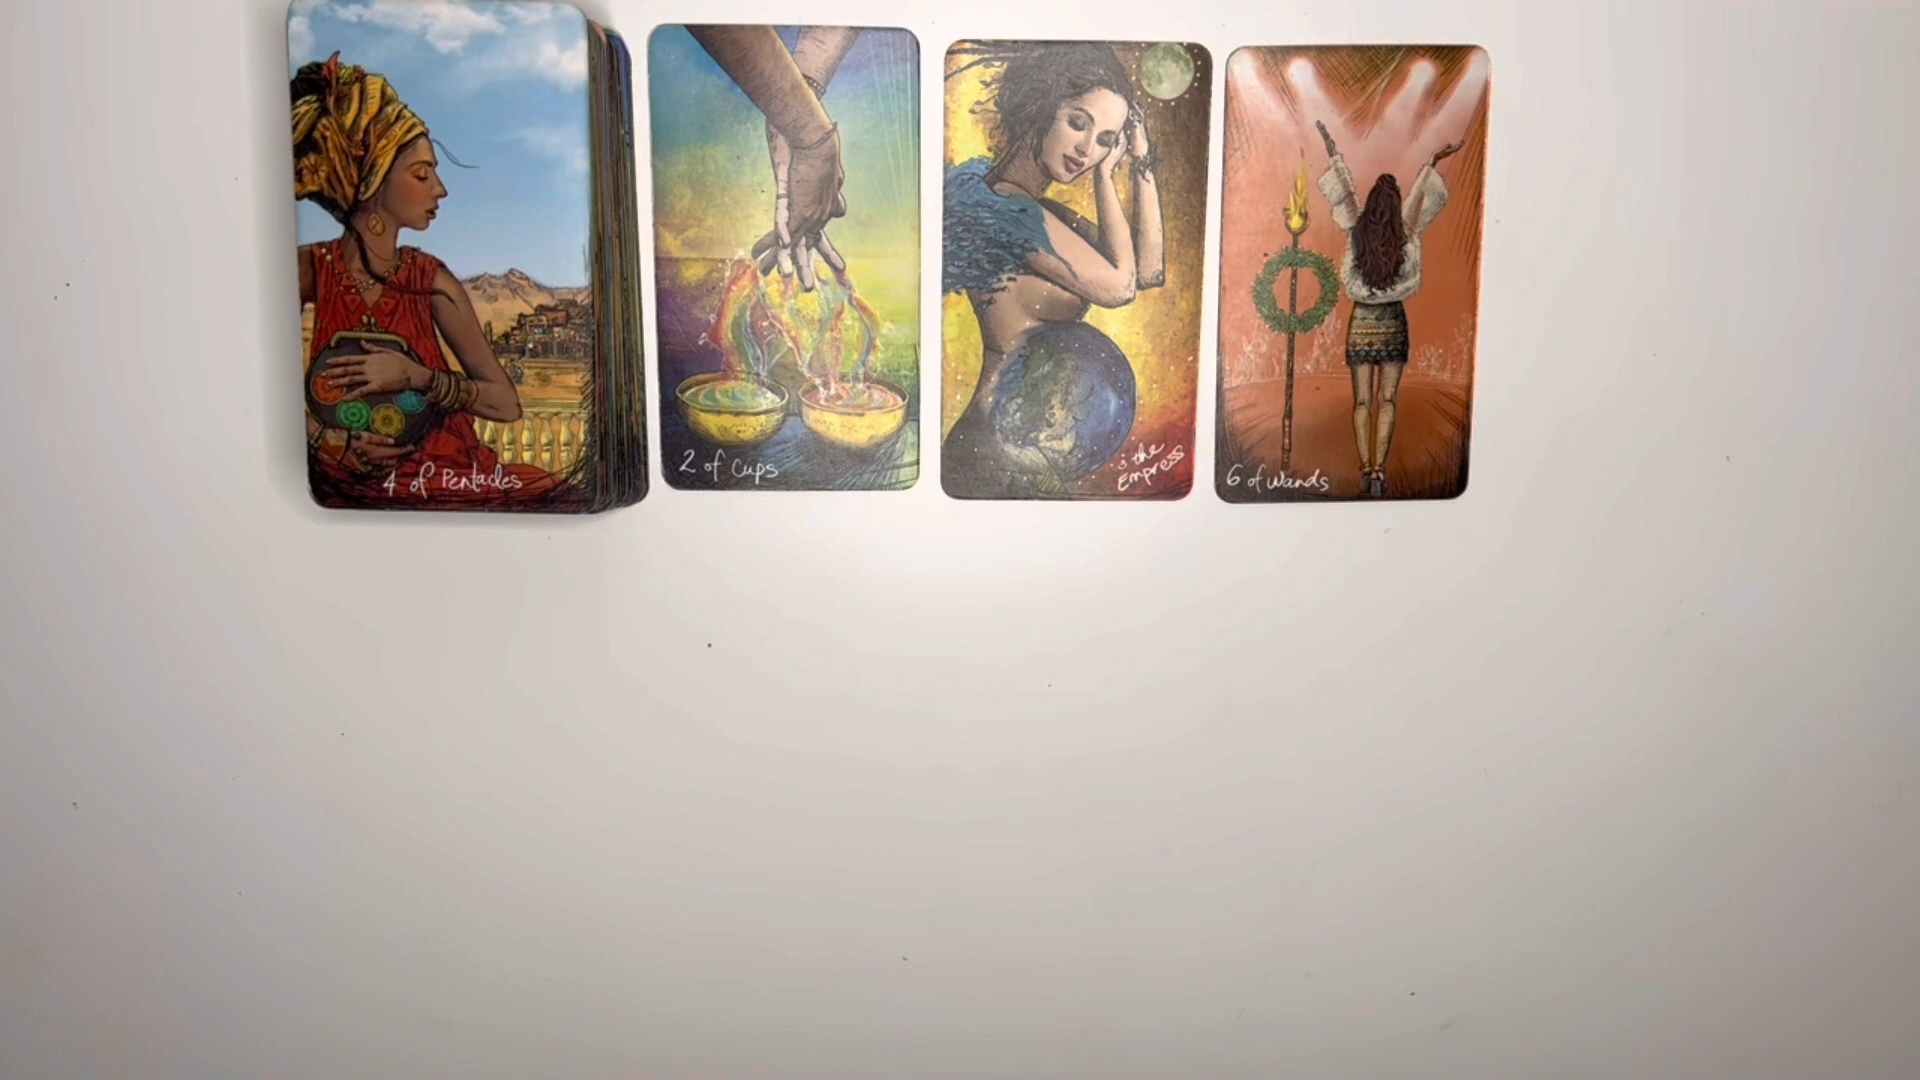 4 of Pentacles
2 of Cups
3 the
Empress
6 of Wands